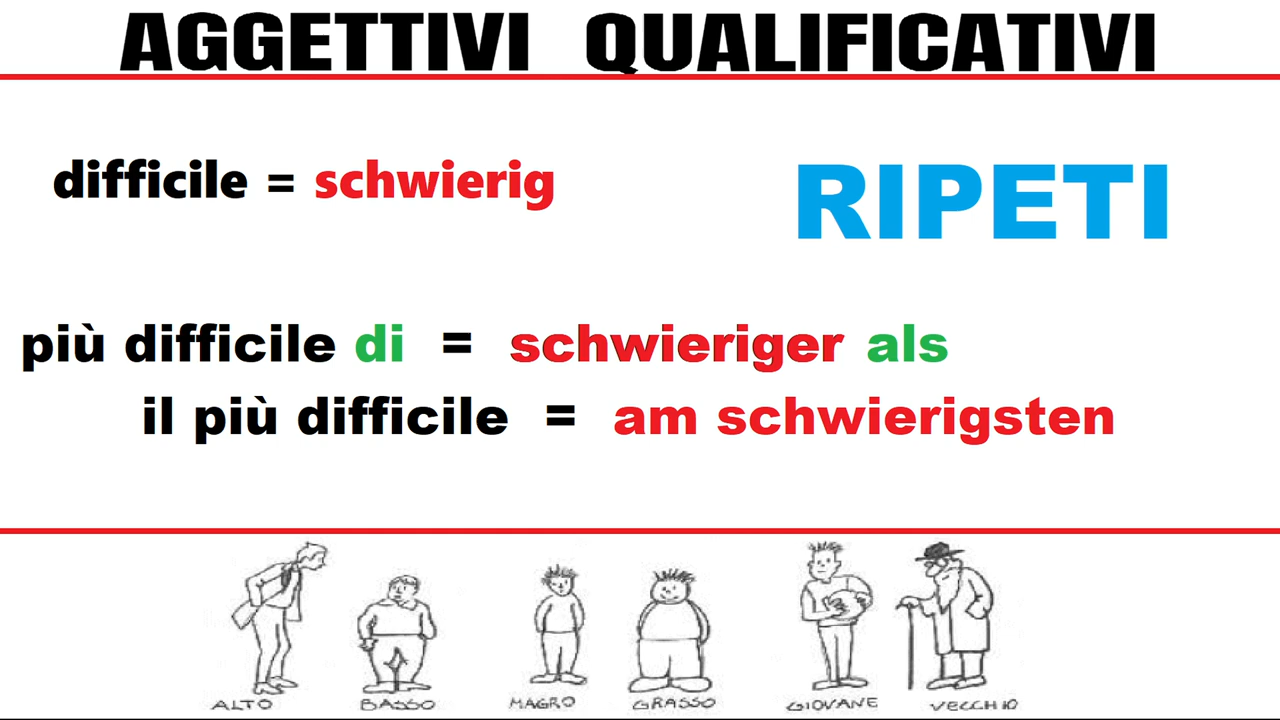 AGGETTIVI QUALIFICATIVI
difficile = schwierig
RIPETI
più difficile di = schwieriger als
il più difficile = am schwierigsten
ALTO BASSO MAGRO GRASSO GIOVANE VECCHIO